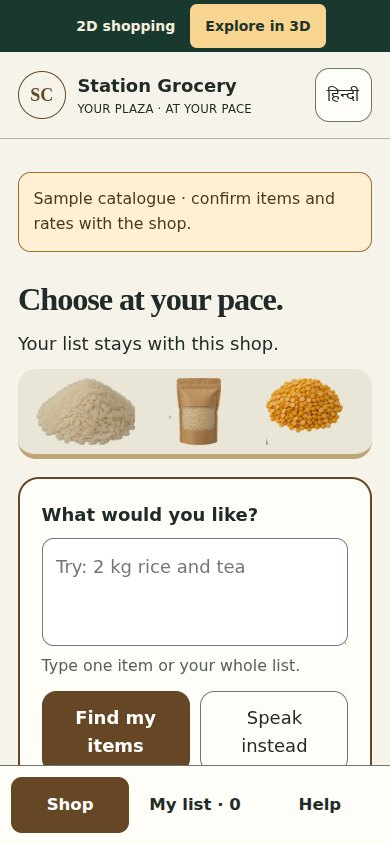 2D shopping
Explore in 3D
SC
Station Grocery
YOUR PLAZA · AT YOUR PACE
हिन्दी
Sample catalogue · confirm items and
rates with the shop.
Choose at your pace.
Your list stays with this shop.
What would you like?
Try: 2 kg rice and tea
Type one item or your whole list.
Find my
items
Speak
instead
Shop
My list · 0
Help